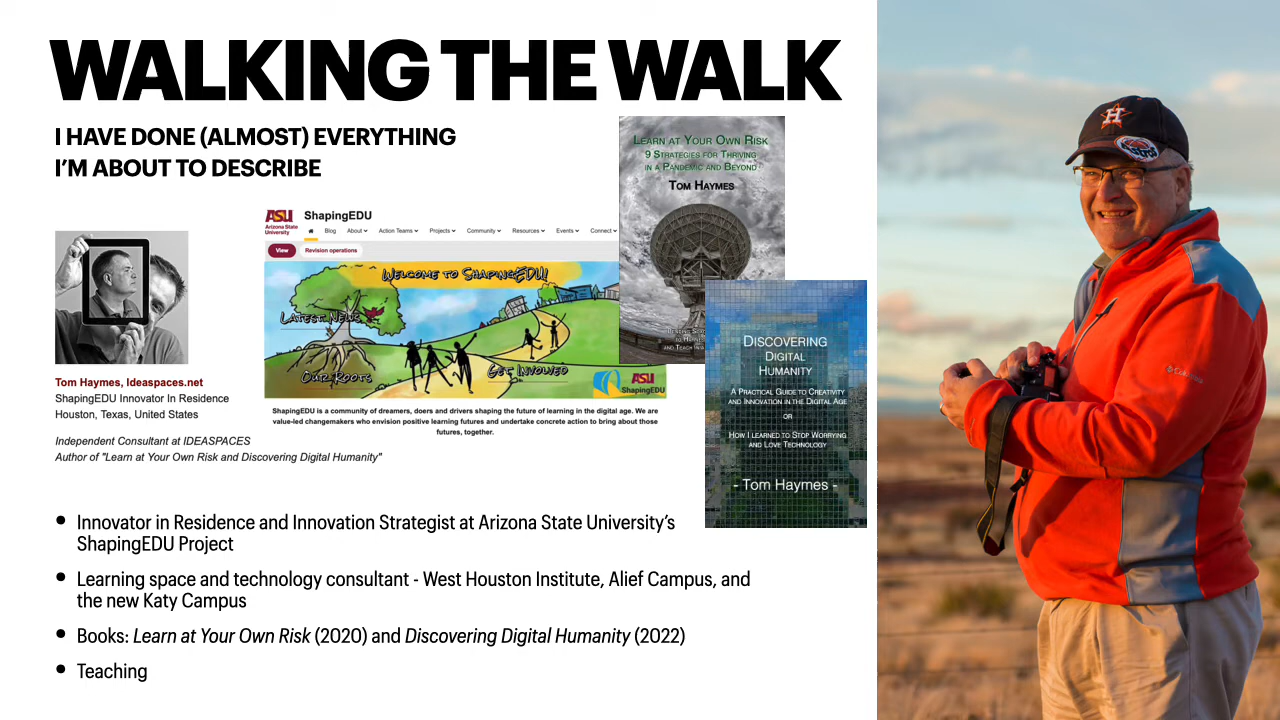 WALKING THE WALK
I HAVE DONE (ALMOST) EVERYTHING
I'M ABOUT TO DESCRIBE
LEARN AT YOUR OWN RISK
9 STRATEGIES FOR THRIVING
IN A PANDEMIC AND BEYOND
TOM HAYMES
ASU
Arizona State
University
ShapingEDU
Blog About Action Teams Projects Community Resources Events Connect
View Revision operations
WELCOME TO SHAPINGEDU!
LATEST NEWS
OUR ROOTS
GET INVOLVED
ASU
ShapingEDU
ShapingEDU is a community of dreamers, doers and drivers shaping the future of learning in the digital age. We are
value-led changemakers who envision positive learning futures and undertake concrete action to bring about those
futures, together.
Tom Haymes, Ideaspaces.net
ShapingEDU Innovator In Residence
Houston, Texas, United States
Independent Consultant at IDEASPACES
Author of "Learn at Your Own Risk and Discovering Digital Humanity"
DISCOVERING
DIGITAL
HUMANITY
A PRACTICAL GUIDE TO CREATIVITY
AND INNOVATION IN THE DIGITAL AGE
OR
HOW I LEARNED TO STOP WORRYING
AND LOVE TECHNOLOGY
- Tom Haymes -
• Innovator in Residence and Innovation Strategist at Arizona State University's
ShapingEDU Project
• Learning space and technology consultant - West Houston Institute, Alief Campus, and
the new Katy Campus
• Books: Learn at Your Own Risk (2020) and Discovering Digital Humanity (2022)
• Teaching
H
Columbia